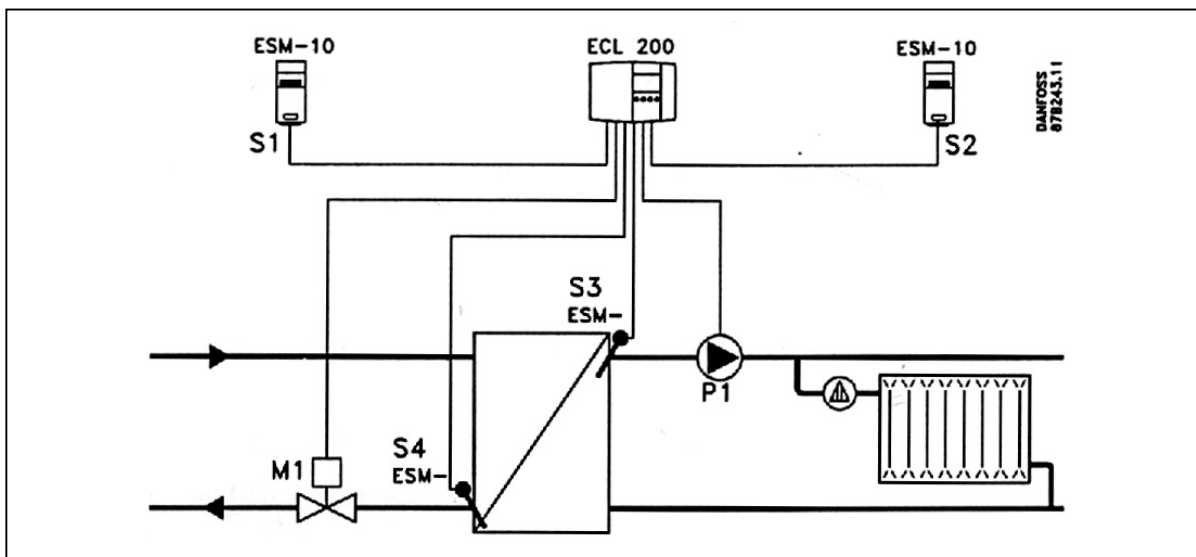 ESM-10
ECL 200
ESM-10
DANFOSS
87B243.11
S1
S2
S3
ESM-
P1
S4
ESM-
M1